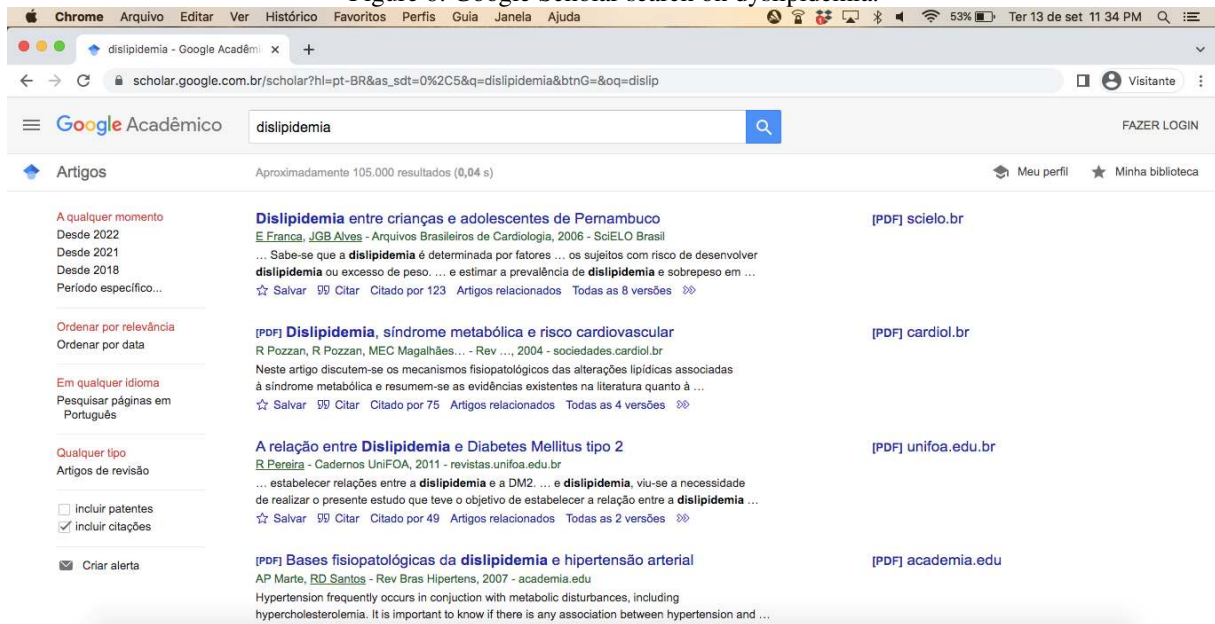 Figure 6. Google Scholar search on dyslipidemia.
Chrome Arquivo Editar Ver Histórico Favoritos Perfis Guia Janela Ajuda 53% Ter 13 de set 11 34 PM
dislipidemia - Google Acadêmi
scholar.google.com.br/scholar?hl=pt-BR&as_sdt=0%2C5&q=dislipidemia&btnG=&oq=dislip Visitante
Google Acadêmico dislipidemia FAZER LOGIN
Artigos Aproximadamente 105.000 resultados (0,04 s) Meu perfil Minha biblioteca
A qualquer momento
Desde 2022
Desde 2021
Desde 2018
Período específico...
Ordenar por relevância
Ordenar por data
Em qualquer idioma
Pesquisar páginas em
Português
Qualquer tipo
Artigos de revisão
incluir patentes
incluir citações
Criar alerta
Dislipidemia entre crianças e adolescentes de Pernambuco [PDF] scielo.br
E Franca, JGB Alves - Arquivos Brasileiros de Cardiologia, 2006 - SciELO Brasil
... Sabe-se que a dislipidemia é determinada por fatores ... os sujeitos com risco de desenvolver
dislipidemia ou excesso de peso. ... e estimar a prevalência de dislipidemia e sobrepeso em ...
Salvar Citar Citado por 123 Artigos relacionados Todas as 8 versões
[PDF] Dislipidemia, síndrome metabólica e risco cardiovascular [PDF] cardiol.br
R Pozzan, R Pozzan, MEC Magalhães... - Rev ..., 2004 - sociedades.cardiol.br
Neste artigo discutem-se os mecanismos fisiopatológicos das alterações lipídicas associadas
à síndrome metabólica e resumem-se as evidências existentes na literatura quanto à ...
Salvar Citar Citado por 75 Artigos relacionados Todas as 4 versões
A relação entre Dislipidemia e Diabetes Mellitus tipo 2 [PDF] unifoa.edu.br
R Pereira - Cadernos UniFOA, 2011 - revistas.unifoa.edu.br
... estabelecer relações entre a dislipidemia e a DM2. ... e dislipidemia, viu-se a necessidade
de realizar o presente estudo que teve o objetivo de estabelecer a relação entre a dislipidemia ...
Salvar Citar Citado por 49 Artigos relacionados Todas as 2 versões
[PDF] Bases fisiopatológicas da dislipidemia e hipertensão arterial [PDF] academia.edu
AP Marte, RD Santos - Rev Bras Hipertens, 2007 - academia.edu
Hypertension frequently occurs in conjuction with metabolic disturbances, including
hypercholesterolemia. It is important to know if there is any association between hypertension and ...